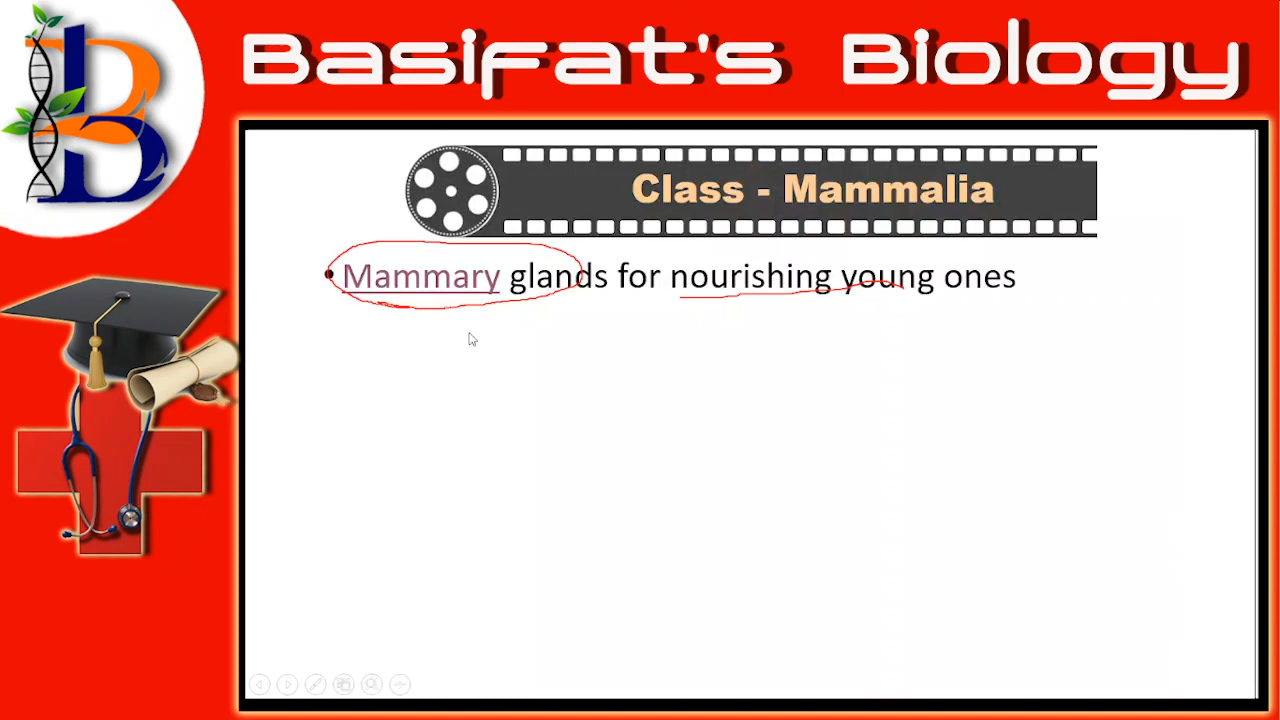 Basifat's Biology
B
Class - Mammalia
• Mammary glands for nourishing young ones